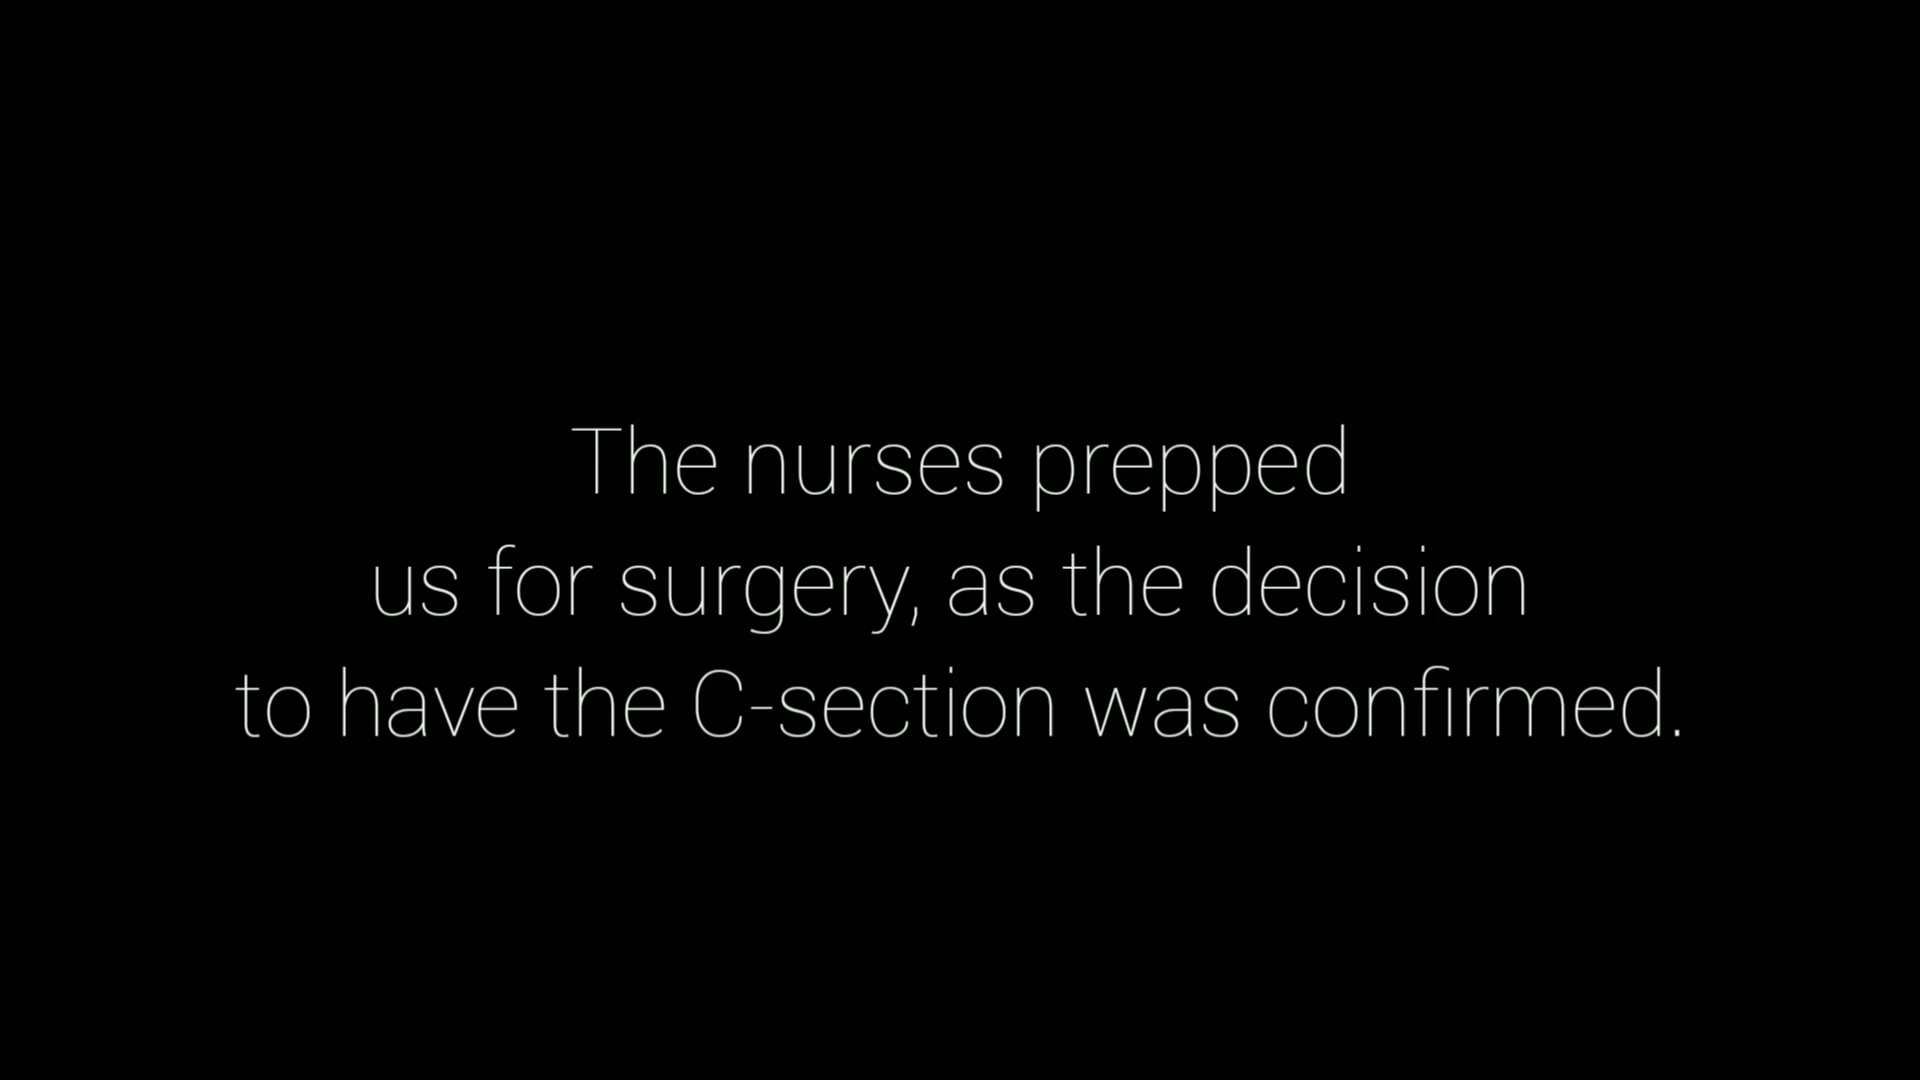 The nurses prepped
us for surgery, as the decision
to have the C-section was confirmed.